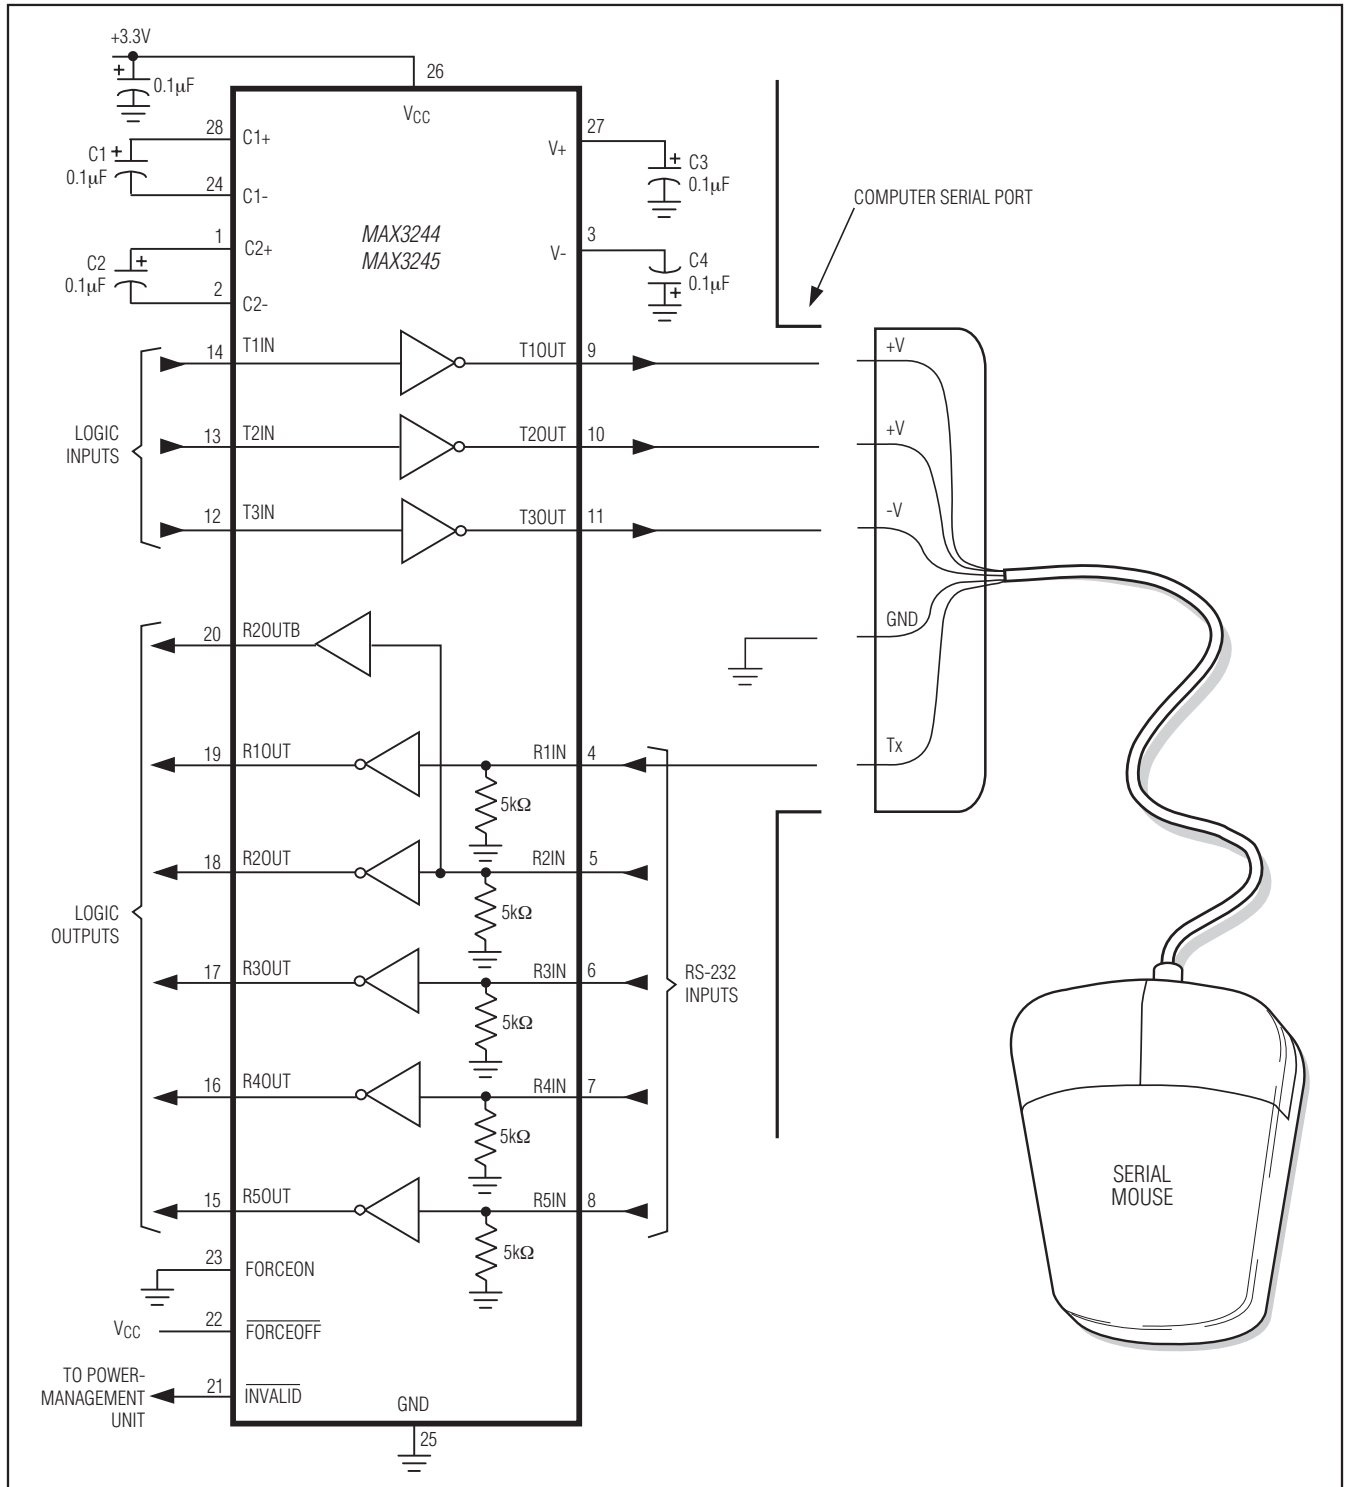 +3.3V
+
0.1μF
26
VCC
28
C1+
C1
+
0.1μF
24
C1-
1
C2+
C2
+
0.1μF
2
C2-
27
V+
+
C3
0.1μF
3
V-
C4
0.1μF
+
MAX3244
MAX3245
COMPUTER SERIAL PORT
LOGIC
INPUTS
14
T1IN
T1OUT
9
+V
13
T2IN
T2OUT
10
+V
12
T3IN
T3OUT
11
-V
20
R2OUTB
GND
19
R1OUT
R1IN
4
Tx
5kΩ
18
R2OUT
R2IN
5
5kΩ
LOGIC
OUTPUTS
17
R3OUT
R3IN
6
5kΩ
RS-232
INPUTS
16
R4OUT
R4IN
7
5kΩ
15
R5OUT
R5IN
8
5kΩ
SERIAL
MOUSE
23
FORCEON
VCC
22
FORCEOFF
TO POWER-
MANAGEMENT
UNIT
21
INVALID
GND
25